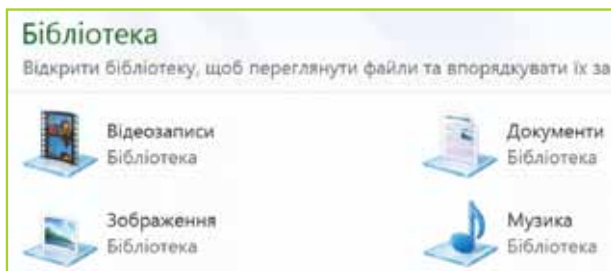 Бібліотека
Відкрити бібліотеку, щоб переглянути файли та впорядкувати їх за
Відеозаписи
Бібліотека
Документи
Бібліотека
Зображення
Бібліотека
Музика
Бібліотека